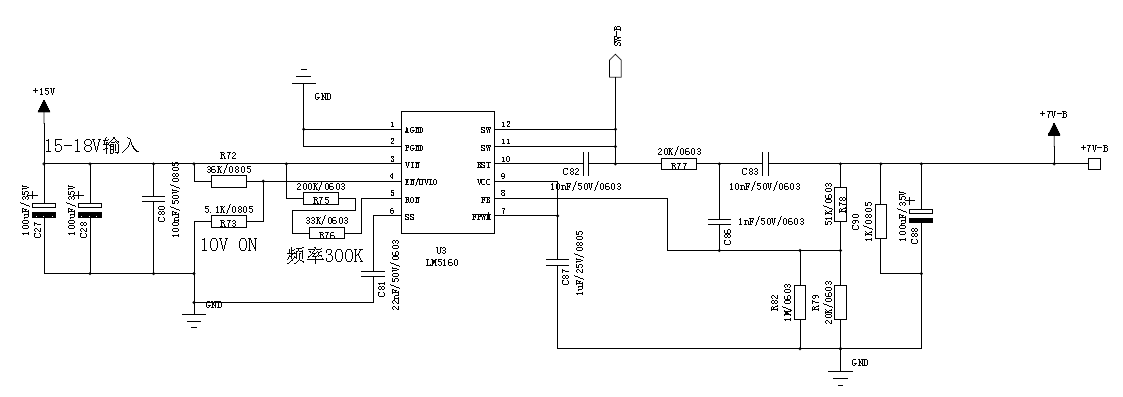 SW-B
+15V
GND
+7V-B
+7V-B
15-18V输入
1 AGND
2 PGND
3 VIN
4 EN/UVLO
5 RON
6 SS
SW 12
SW 11
BST 10
VCC 9
FB 8
FPWM 7
U3
LM5160
R72
36K/0805
5.1K/0805
R73
10V ON
200K/0603
R75
33K/0603
R76
频率300K
100uF/35V
C27
100uF/35V
C28
C80
100nF/50V/0805
C81
22nF/50V/0603
GND
C82
10nF/50V/0603
20K/0603
R77
C83
10nF/50V/0603
C86
1nF/50V/0603
C87
1uF/25V/0805
51K/0603
R78
C90
1K/0805
100uF/35V
C88
R82
1M/0603
R79
20K/0603
GND